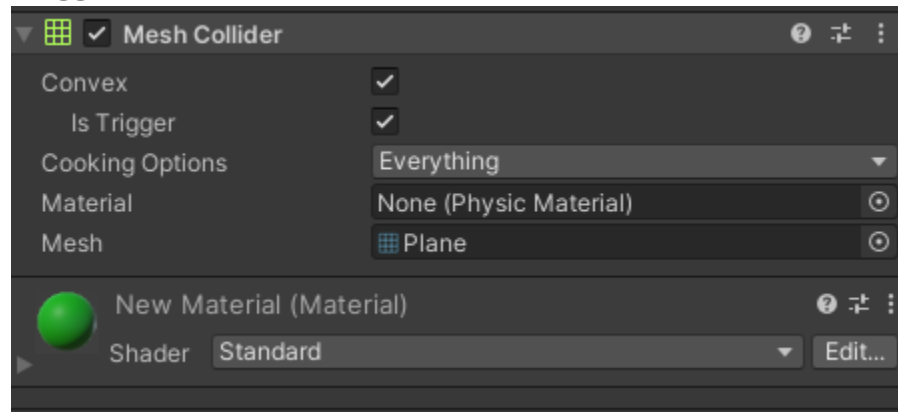 Mesh Collider
Convex
Is Trigger
Cooking Options Everything
Material None (Physic Material)
Mesh Plane
New Material (Material)
Shader Standard Edit...